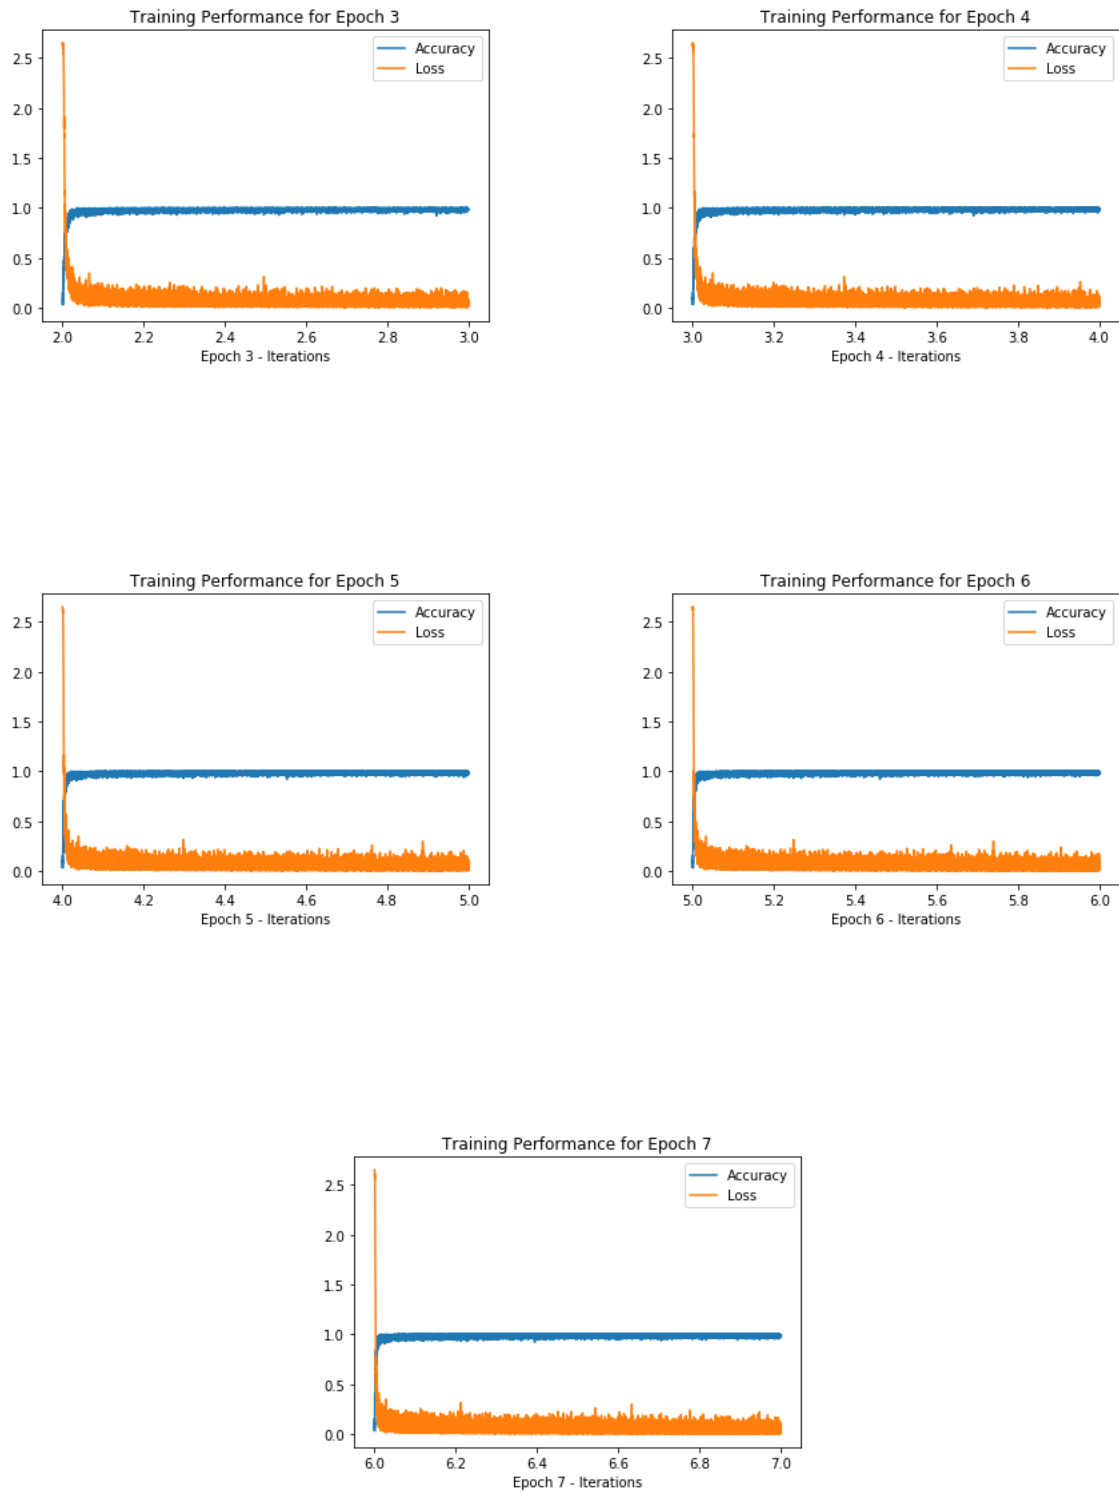 Training Performance for Epoch 3
Accuracy
Loss
2.5
2.0
1.5
1.0
0.5
0.0
2.0 2.2 2.4 2.6 2.8 3.0
Epoch 3 - Iterations
Training Performance for Epoch 4
Accuracy
Loss
2.5
2.0
1.5
1.0
0.5
0.0
3.0 3.2 3.4 3.6 3.8 4.0
Epoch 4 - Iterations
Training Performance for Epoch 5
Accuracy
Loss
2.5
2.0
1.5
1.0
0.5
0.0
4.0 4.2 4.4 4.6 4.8 5.0
Epoch 5 - Iterations
Training Performance for Epoch 6
Accuracy
Loss
2.5
2.0
1.5
1.0
0.5
0.0
5.0 5.2 5.4 5.6 5.8 6.0
Epoch 6 - Iterations
Training Performance for Epoch 7
Accuracy
Loss
2.5
2.0
1.5
1.0
0.5
0.0
6.0 6.2 6.4 6.6 6.8 7.0
Epoch 7 - Iterations